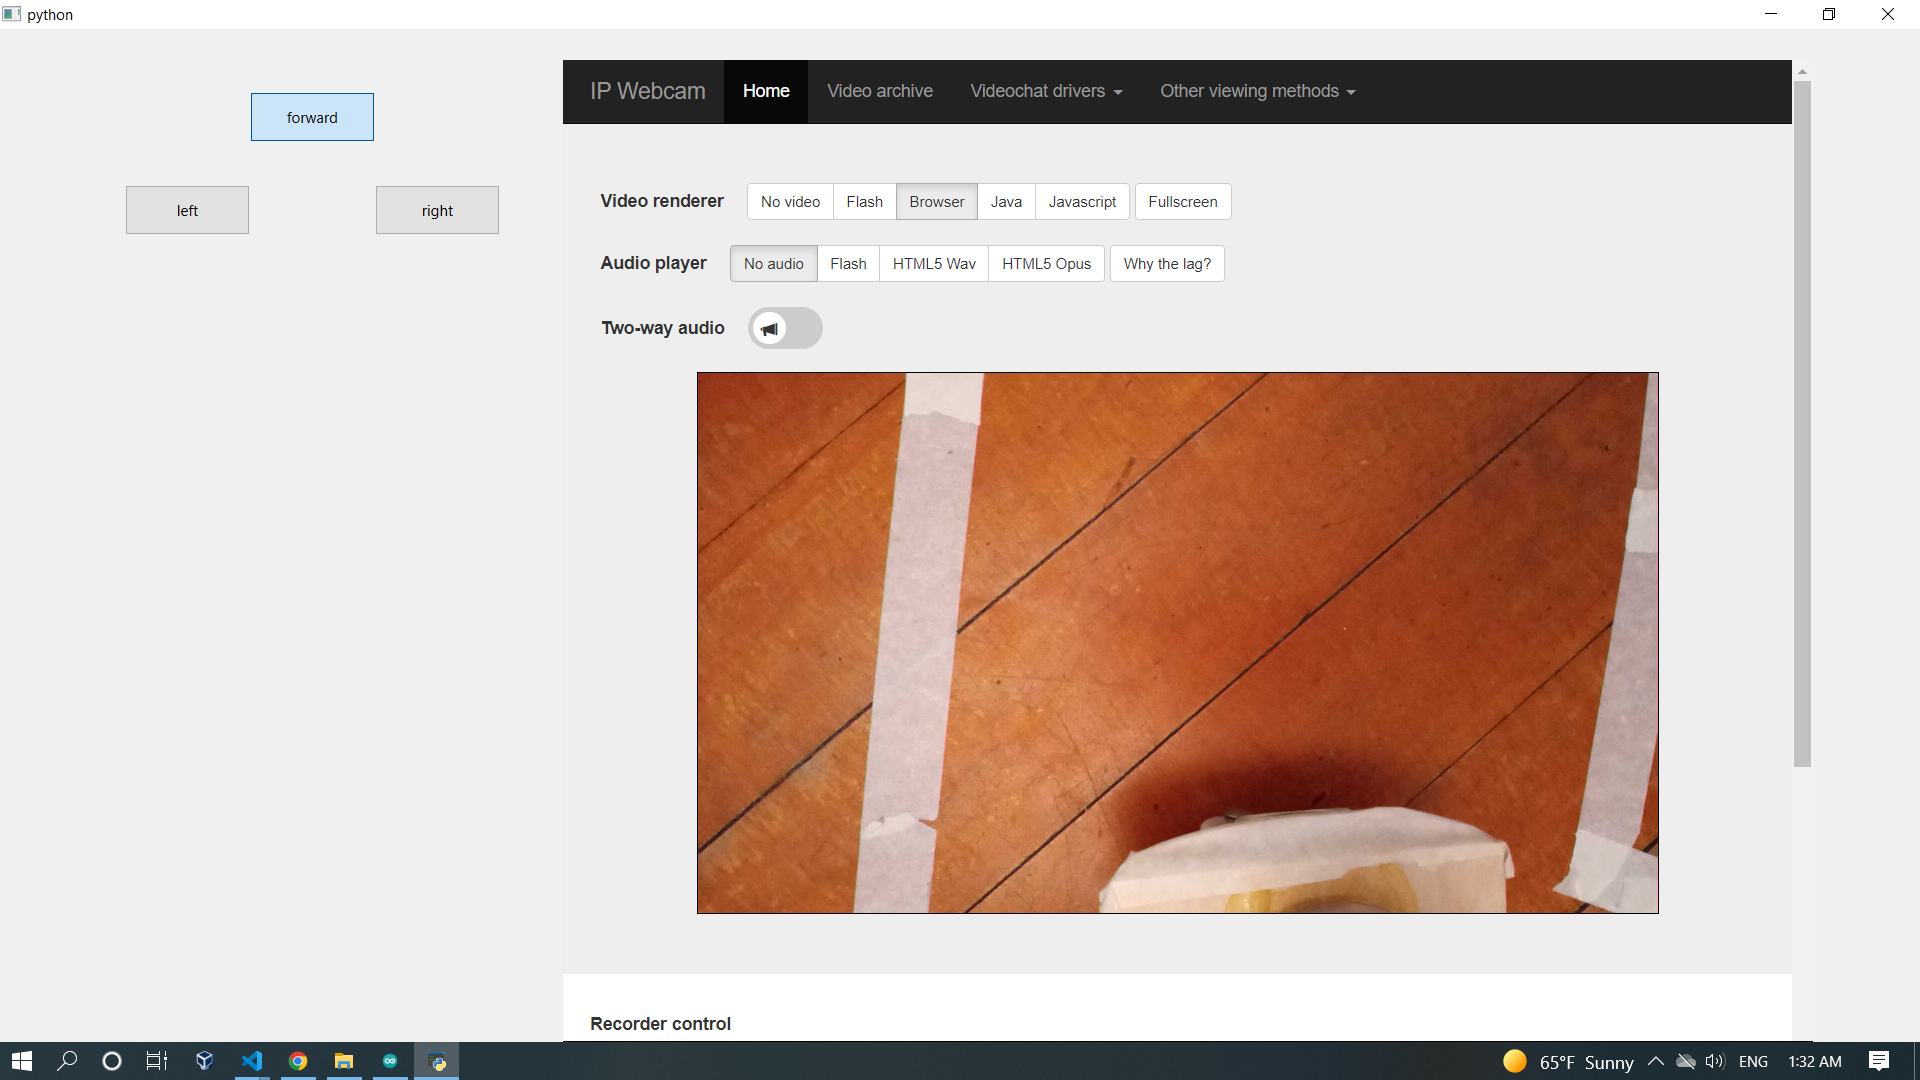 python
forward
left
right
IP Webcam Home Video archive Videochat drivers Other viewing methods
Video renderer No video Flash Browser Java Javascript Fullscreen
Audio player No audio Flash HTML5 Wav HTML5 Opus Why the lag?
Two-way audio
Recorder control
65°F Sunny ENG 1:32 AM